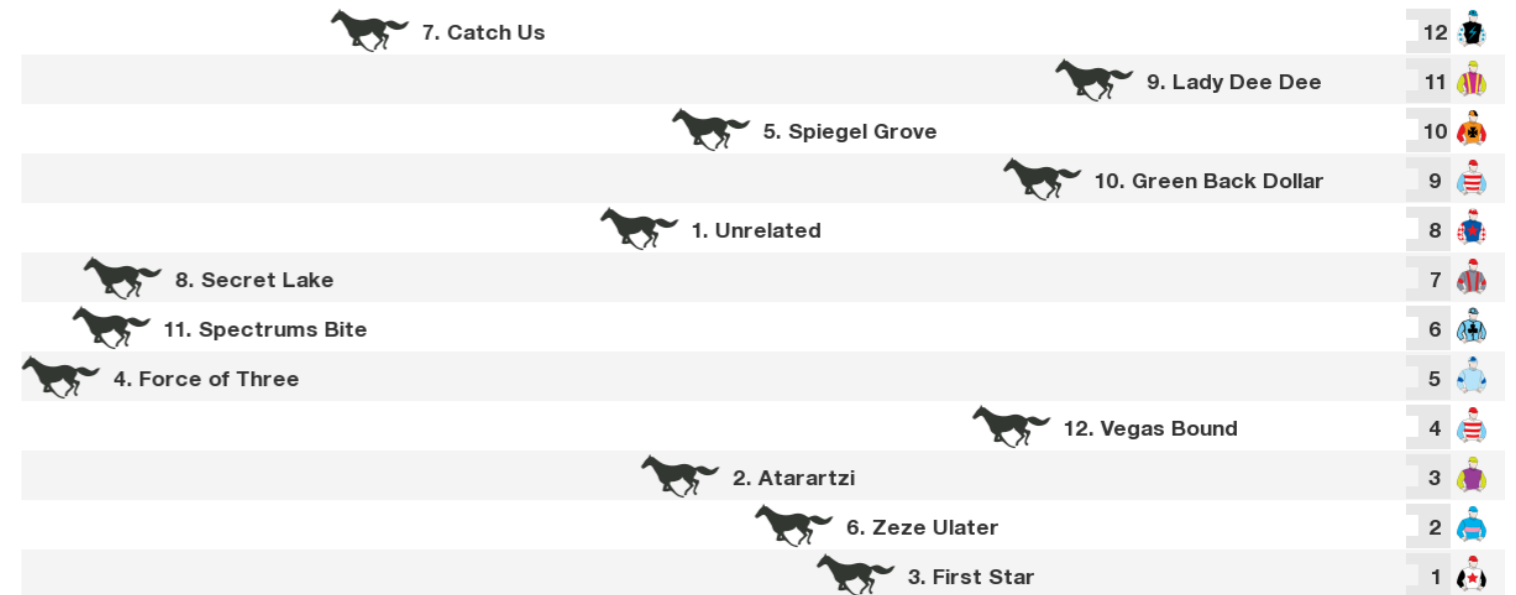 7. Catch Us 12
9. Lady Dee Dee 11
5. Spiegel Grove 10
10. Green Back Dollar 9
1. Unrelated 8
8. Secret Lake 7
11. Spectrums Bite 6
4. Force of Three 5
12. Vegas Bound 4
2. Atarartzi 3
6. Zeze Ulater 2
3. First Star 1